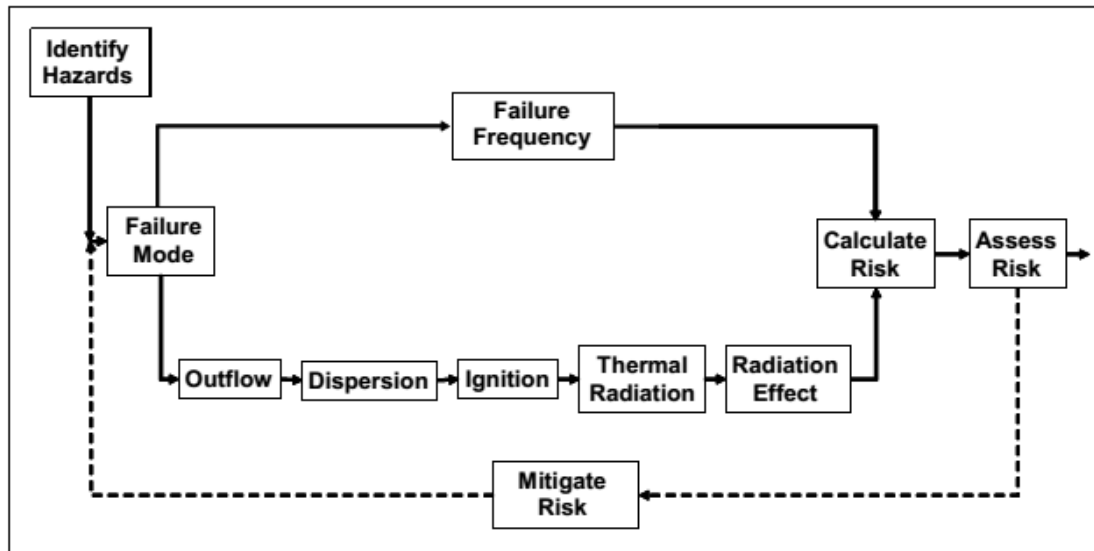 Identify
Hazards
Failure
Frequency
Failure
Mode
Calculate
Risk
Assess
Risk
Outflow
Dispersion
Ignition
Thermal
Radiation
Radiation
Effect
Mitigate
Risk